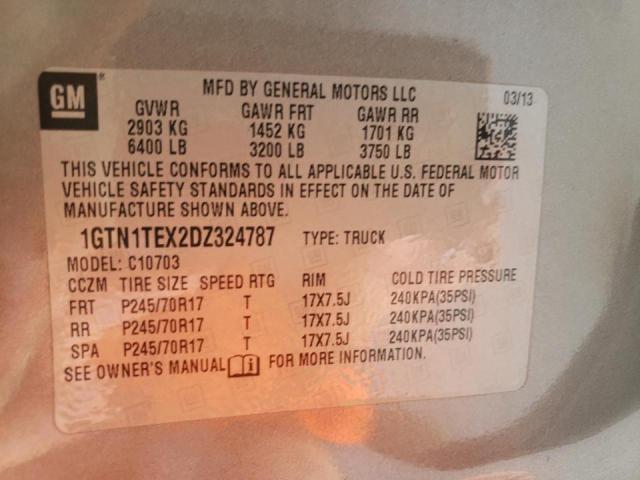 GM ®
MFD BY GENERAL MOTORS LLC 03/13
GVWR GAWR FRT GAWR RR
2903 KG 1452 KG 1701 KG
6400 LB 3200 LB 3750 LB
THIS VEHICLE CONFORMS TO ALL APPLICABLE U.S. FEDERAL MOTOR
VEHICLE SAFETY STANDARDS IN EFFECT ON THE DATE OF
MANUFACTURE SHOWN ABOVE.
1GTN1TEX2DZ324787 TYPE: TRUCK
MODEL: C10703
CCZM TIRE SIZE SPEED RTG RIM COLD TIRE PRESSURE
FRT P245/70R17 T 17X7.5J 240KPA(35PSI)
RR P245/70R17 T 17X7.5J 240KPA(35PSI)
SPA P245/70R17 T 17X7.5J 240KPA(35PSI)
SEE OWNER'S MANUAL i FOR MORE INFORMATION.